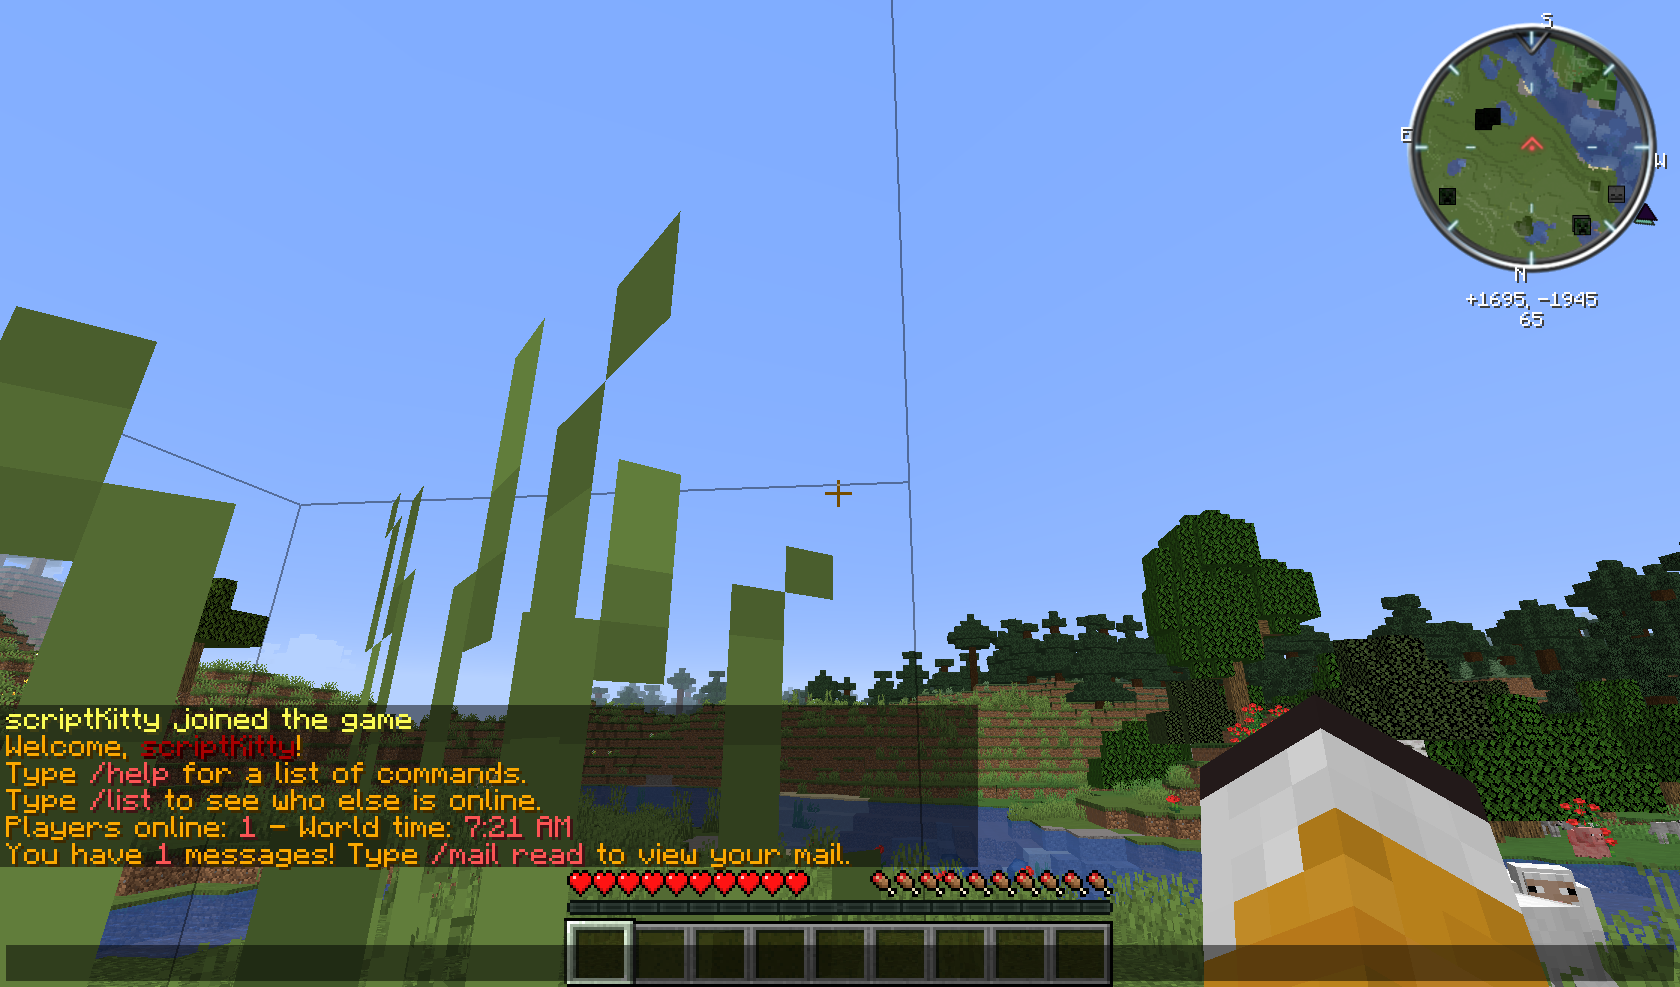 S
E
W
N
+1695, -1945
65
scriptKitty joined the game
Welcome, scriptKitty!
Type /help for a list of commands.
Type /list to see who else is online.
Players online: 1 - World time: 7:21 AM
You have 1 messages! Type /mail read to view your mail.